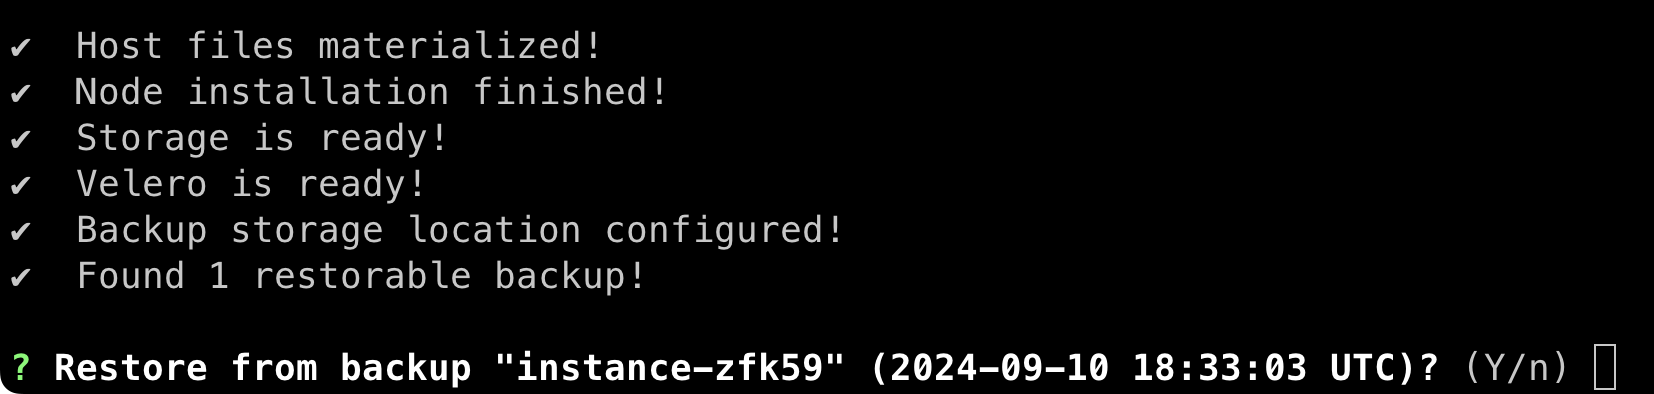 ✔  Host files materialized!
✔  Node installation finished!
✔  Storage is ready!
✔  Velero is ready!
✔  Backup storage location configured!
✔  Found 1 restorable backup!
? Restore from backup "instance-zfk59" (2024-09-10 18:33:03 UTC)? (Y/n)